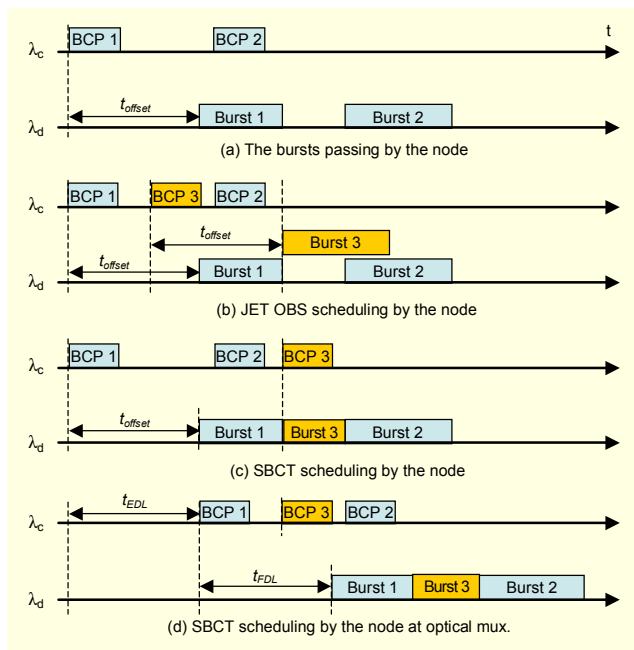 t
λc BCP 1 BCP 2
toffset
λd Burst 1 Burst 2
(a) The bursts passing by the node
λc BCP 1 BCP 3 BCP 2
toffset Burst 3
toffset
λd Burst 1 Burst 2
(b) JET OBS scheduling by the node
λc BCP 1 BCP 2 BCP 3
toffset
λd Burst 1 Burst 3 Burst 2
(c) SBCT scheduling by the node
tEDL
λc BCP 1 BCP 3 BCP 2
tFDL
λd Burst 1 Burst 3 Burst 2
(d) SBCT scheduling by the node at optical mux.